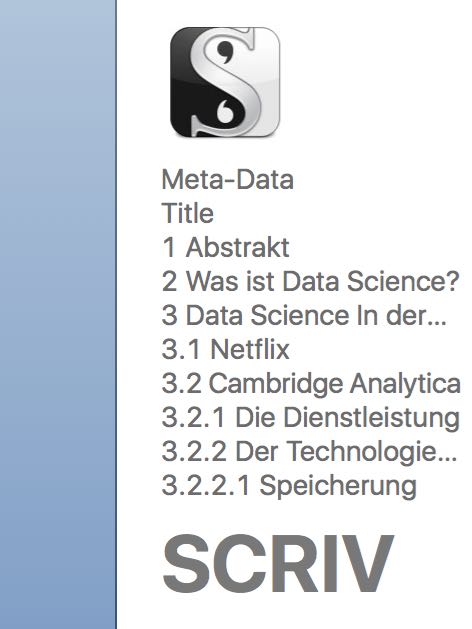 Meta-Data
Title
1 Abstrakt
2 Was ist Data Science?
3 Data Science In der...
3.1 Netflix
3.2 Cambridge Analytica
3.2.1 Die Dienstleistung
3.2.2 Der Technologie...
3.2.2.1 Speicherung
SCRIV